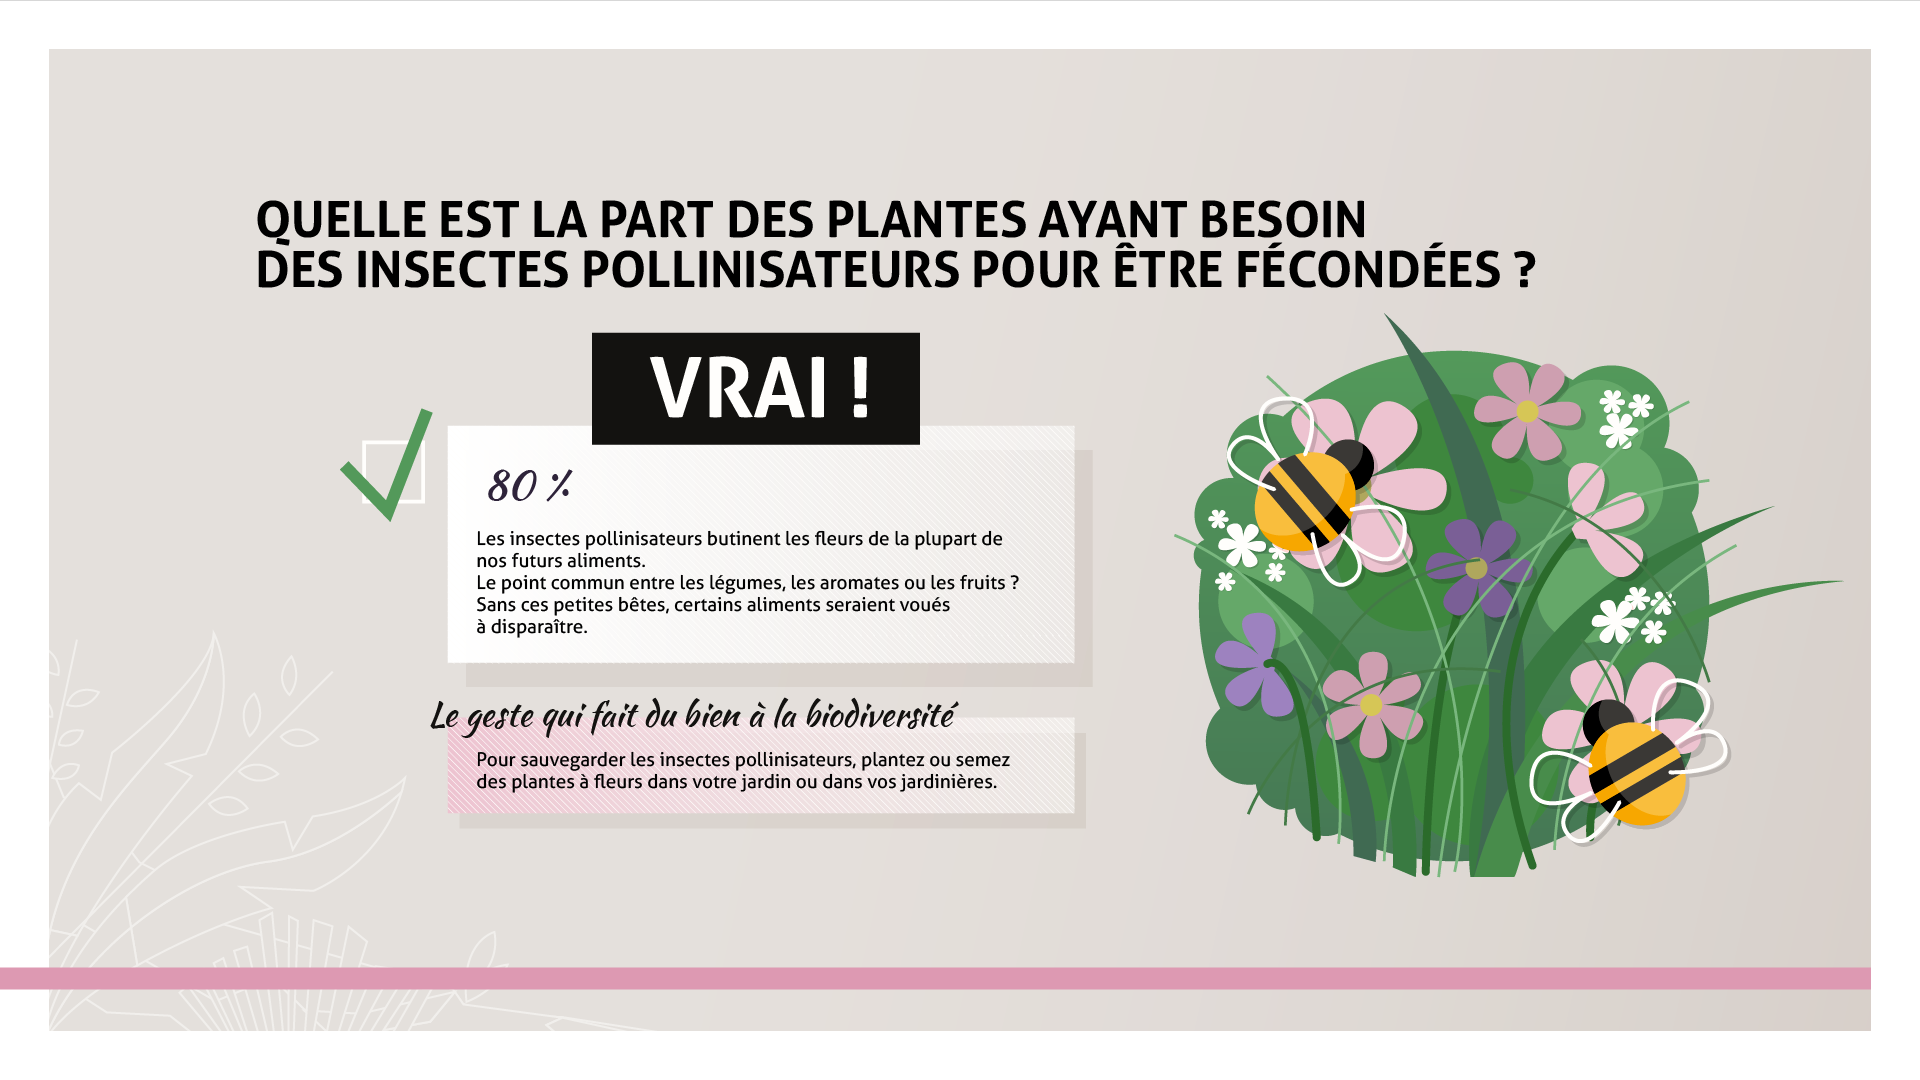 QUELLE EST LA PART DES PLANTES AYANT BESOIN
DES INSECTES POLLINISATEURS POUR ÊTRE FÉCONDÉES ?
VRAI !
80 %
Les insectes pollinisateurs butinent les fleurs de la plupart de
nos futurs aliments.
Le point commun entre les légumes, les aromates ou les fruits ?
Sans ces petites bêtes, certains aliments seraient voués
à disparaître.
Le geste qui fait du bien à la biodiversité
Pour sauvegarder les insectes pollinisateurs, plantez ou semez
des plantes à fleurs dans votre jardin ou dans vos jardinières.